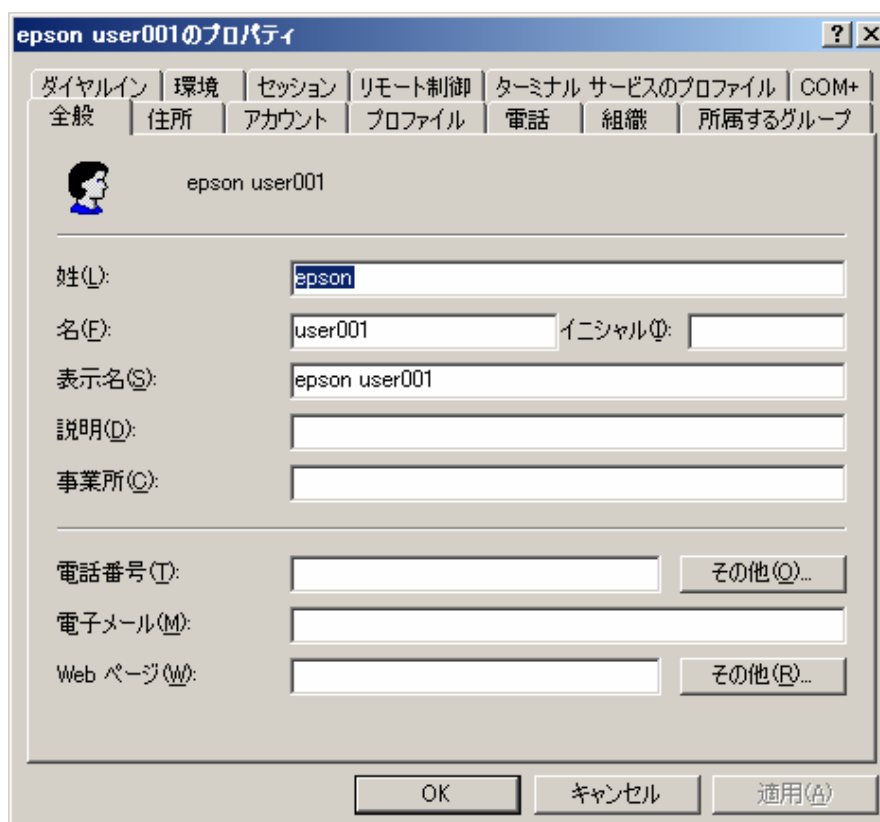 epson user001のプロパティ
ダイヤルイン 環境 セッション リモート制御 ターミナル サービスのプロファイル COM+
全般 住所 アカウント プロファイル 電話 組織 所属するグループ
epson user001
姓(L): epson
名(F): user001 イニシャル(I):
表示名(S): epson user001
説明(D):
事業所(C):
電話番号(T): その他(O)...
電子メール(M):
Web ページ(W): その他(R)...
OK キャンセル 適用(A)